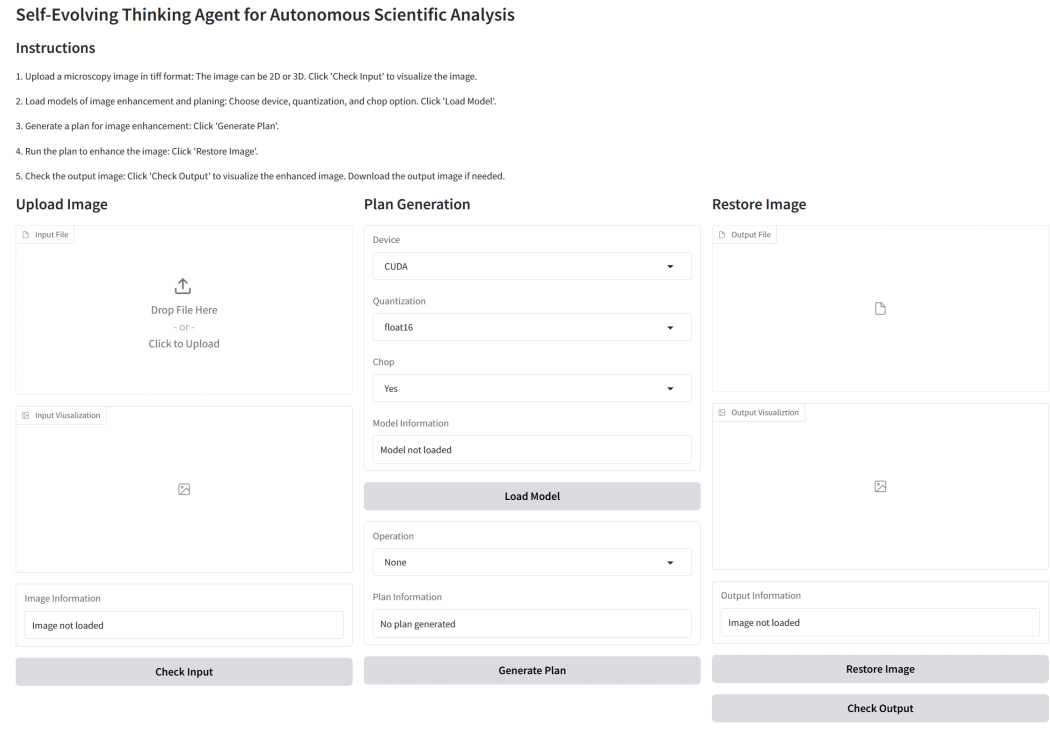 Self-Evolving Thinking Agent for Autonomous Scientific Analysis
Instructions
1. Upload a microscopy image in tiff format: The image can be 2D or 3D. Click 'Check Input' to visualize the image.
2. Load models of image enhancement and planing: Choose device, quantization, and chop option. Click 'Load Model'.
3. Generate a plan for image enhancement: Click 'Generate Plan'.
4. Run the plan to enhance the image: Click 'Restore Image'.
5. Check the output image: Click 'Check Output' to visualize the enhanced image. Download the output image if needed.
Upload Image
Input File
Drop File Here
- or -
Click to Upload
Input Viusalization
Image Information
Image not loaded
Check Input
Plan Generation
Device
CUDA
Quantization
float16
Chop
Yes
Model Information
Model not loaded
Load Model
Operation
None
Plan Information
No plan generated
Generate Plan
Restore Image
Output File
Output Visualiztion
Output Information
Image not loaded
Restore Image
Check Output